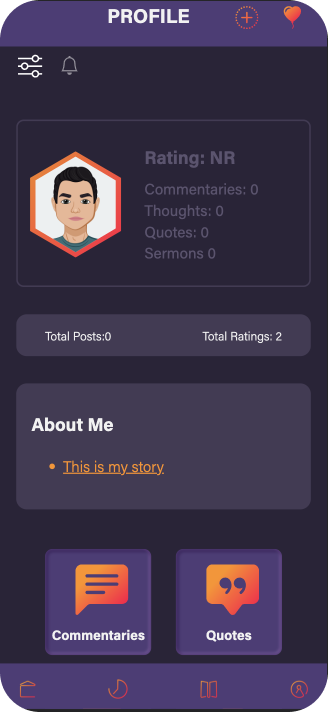 PROFILE
Rating: NR
Commentaries: 0
Thoughts: 0
Quotes: 0
Sermons 0
Total Posts:0 Total Ratings: 2
About Me
This is my story
Commentaries Quotes